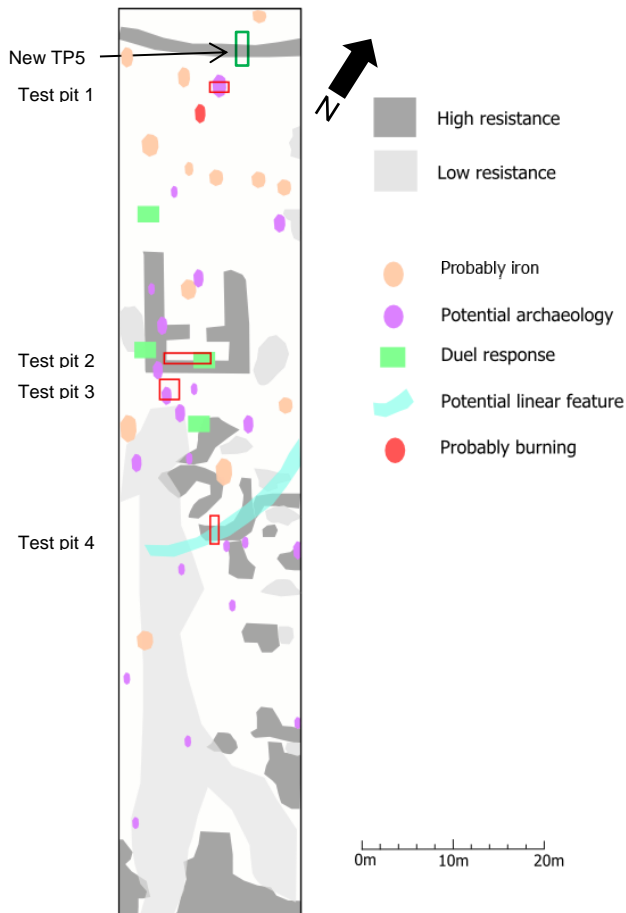 New TP5
Test pit 1
N
High resistance
Low resistance
Probably iron
Potential archaeology
Test pit 2
Duel response
Test pit 3
Potential linear feature
Probably burning
Test pit 4
0m
10m
20m